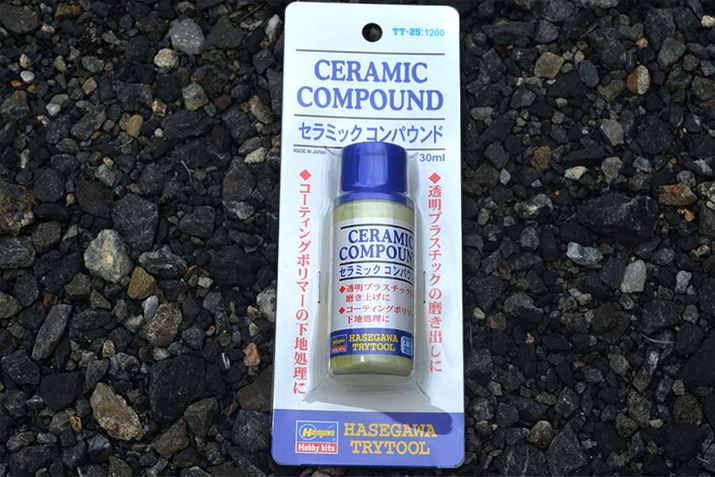 TT-25:1200
CERAMIC
COMPOUND
セラミック コンパウンド
MADE IN JAPAN
30ml
◆透明プラスチックの磨き出しに
◆コーティングポリマーの下地処理に
CERAMIC
COMPOUND
セラミック コンパウンド
◆透明プラスチックの
磨き上げに
◆コーティングポリマー
下地処理に
Hasegawa
Hobby kits
HASEGAWA
TRYTOOL
Hasegawa
Hobby kits
HASEGAWA
TRYTOOL